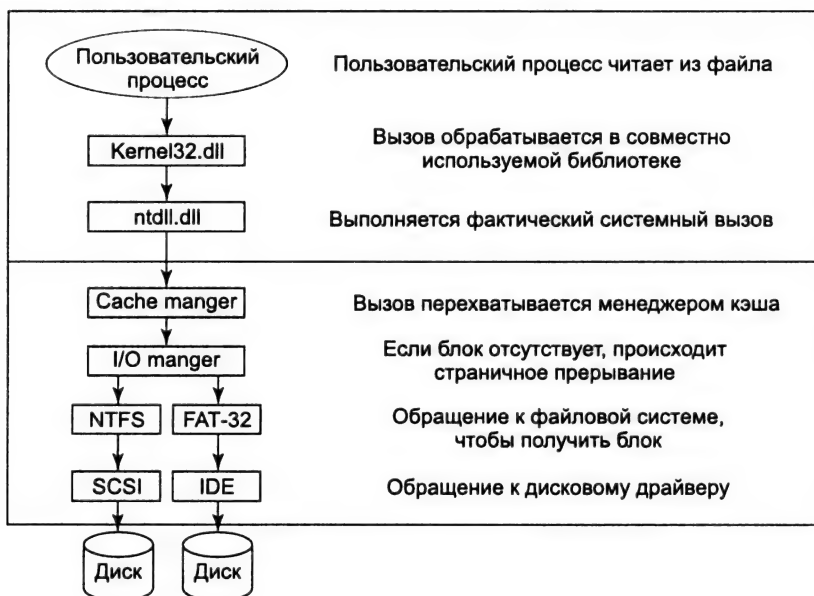 Пользовательский
процесс
Пользовательский процесс читает из файла
Kernel32.dll
Вызов обрабатывается в совместно
используемой библиотеке
ntdll.dll
Выполняется фактический системный вызов
Cache manger
Вызов перехватывается менеджером кэша
I/O manger
Если блок отсутствует, происходит
страничное прерывание
NTFS
FAT-32
Обращение к файловой системе,
чтобы получить блок
SCSI
IDE
Обращение к дисковому драйверу
Диск
Диск